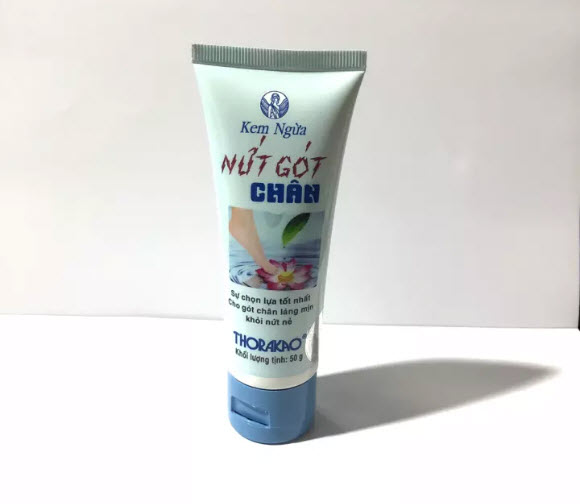 Kem Ngừa
NỨT GÓT
CHÂN
Sự chọn lựa tốt nhất
Cho gót chân láng mịn
khỏi nứt nẻ
THORAKAO®
Khối lượng tịnh: 50 g